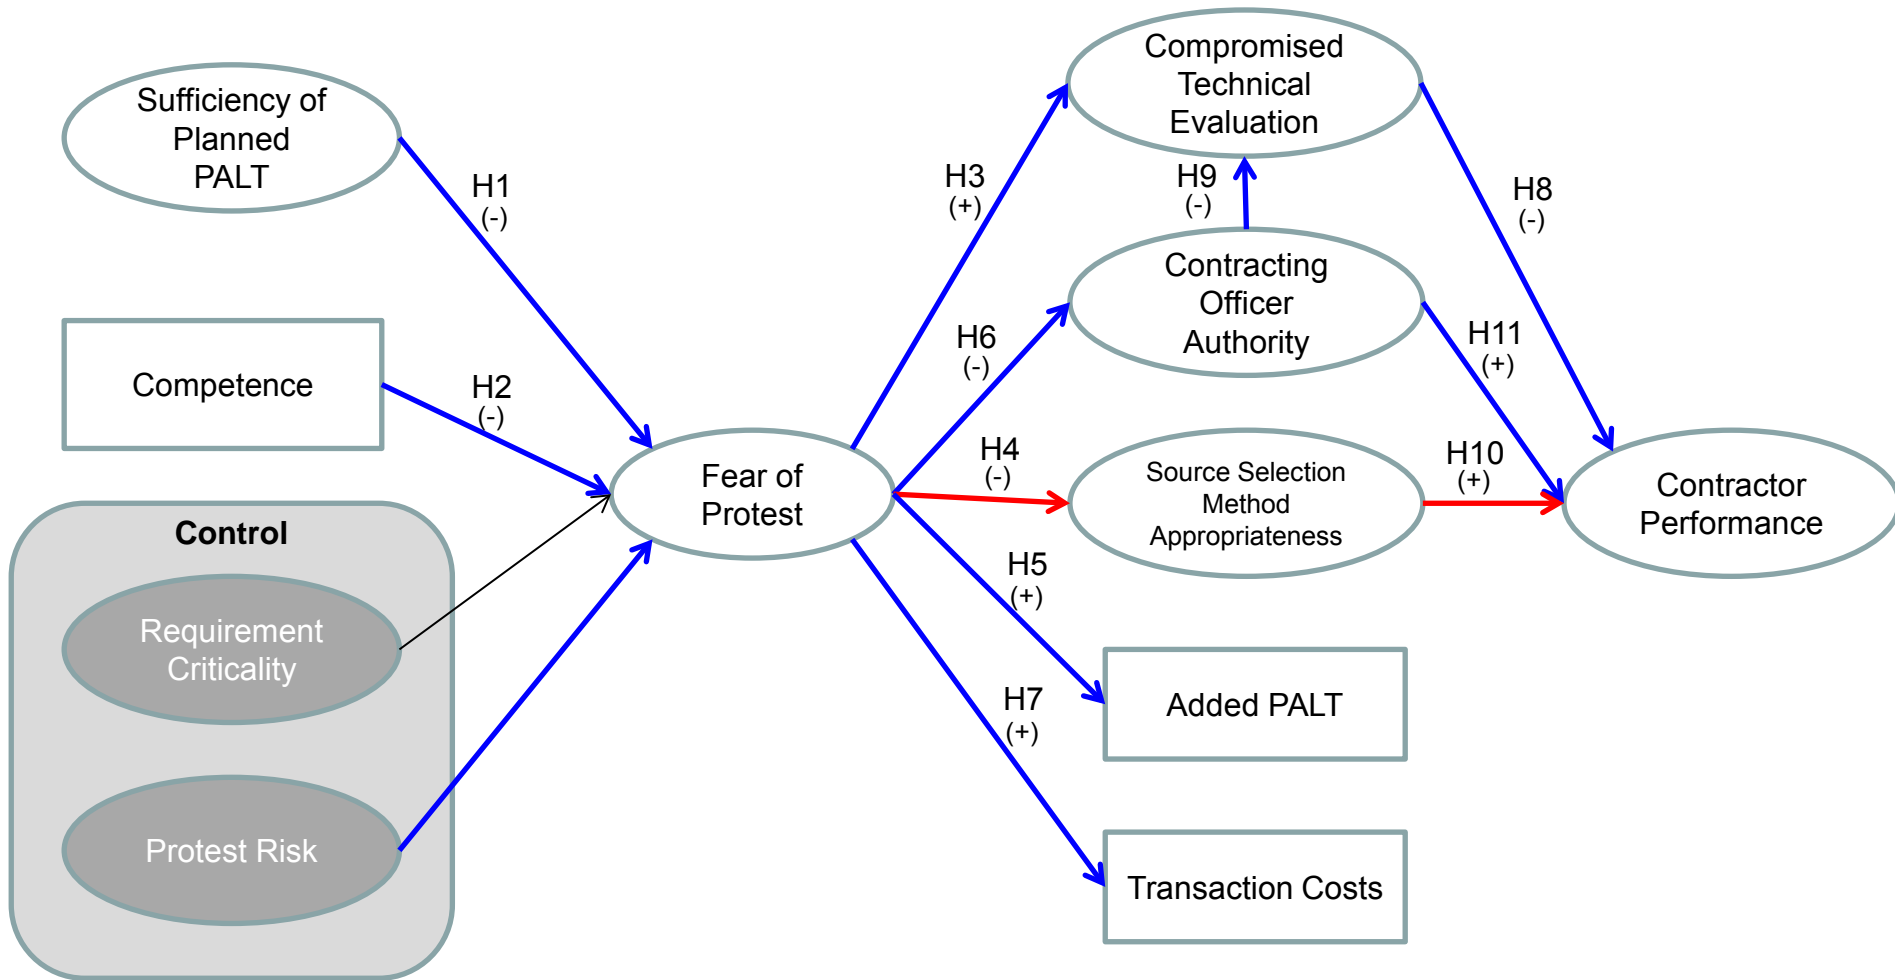 Sufficiency of
Planned
PALT
H1
(-)
Competence
H2
(-)
Control
Requirement
Criticality
Protest Risk
Fear of
Protest
H3
(+)
H6
(-)
H4
(-)
H5
(+)
H7
(+)
Compromised
Technical
Evaluation
H9
(-)
Contracting
Officer
Authority
Source Selection
Method
Appropriateness
Added PALT
Transaction Costs
H8
(-)
H11
(+)
H10
(+)
Contractor
Performance